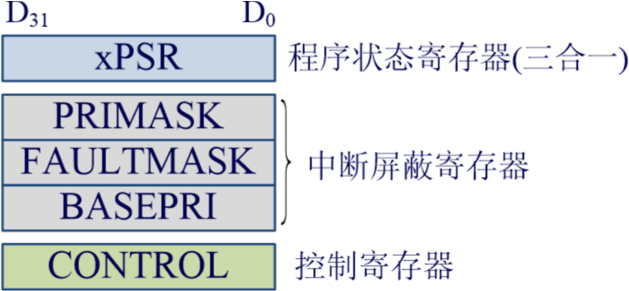 D31 D0
xPSR 程序状态寄存器(三合一)
PRIMASK
FAULTMASK 中断屏蔽寄存器
BASEPRI
CONTROL 控制寄存器